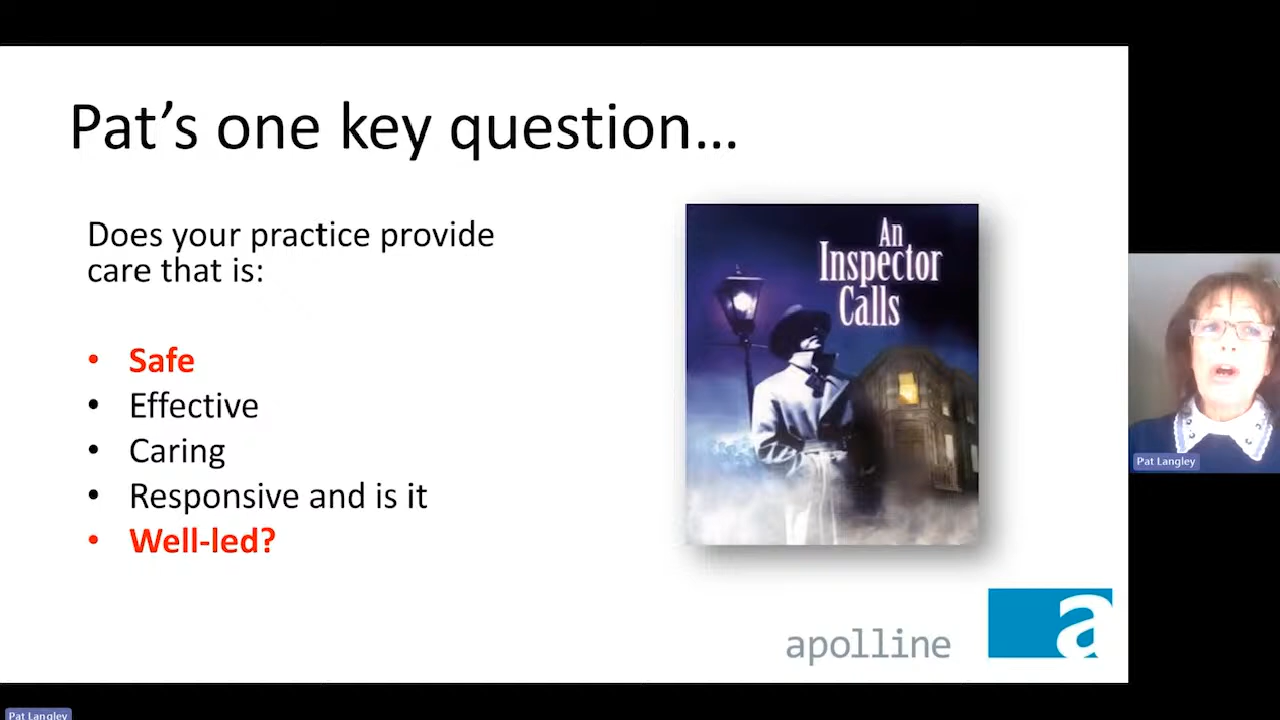 Pat's one key question...
Does your practice provide
care that is:
• Safe
• Effective
• Caring
• Responsive and is it
• Well-led?
An
Inspector
Calls
apolline
a
Pat Langley
Pat Langley